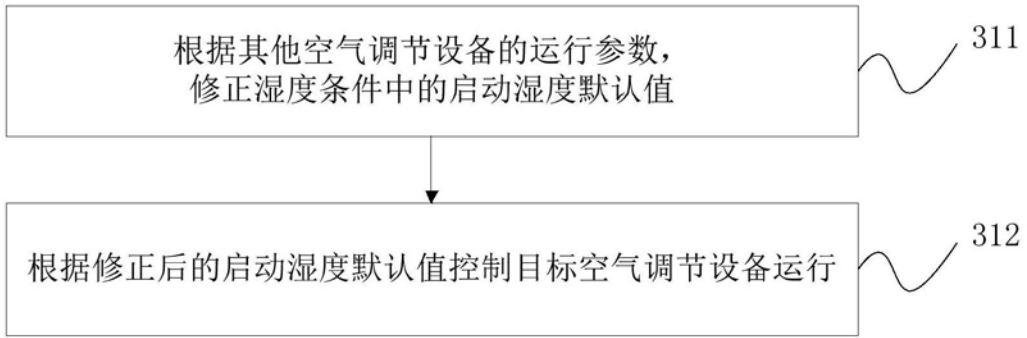 根据其他空气调节设备的运行参数，
修正湿度条件中的启动湿度默认值
311
根据修正后的启动湿度默认值控制目标空气调节设备运行
312